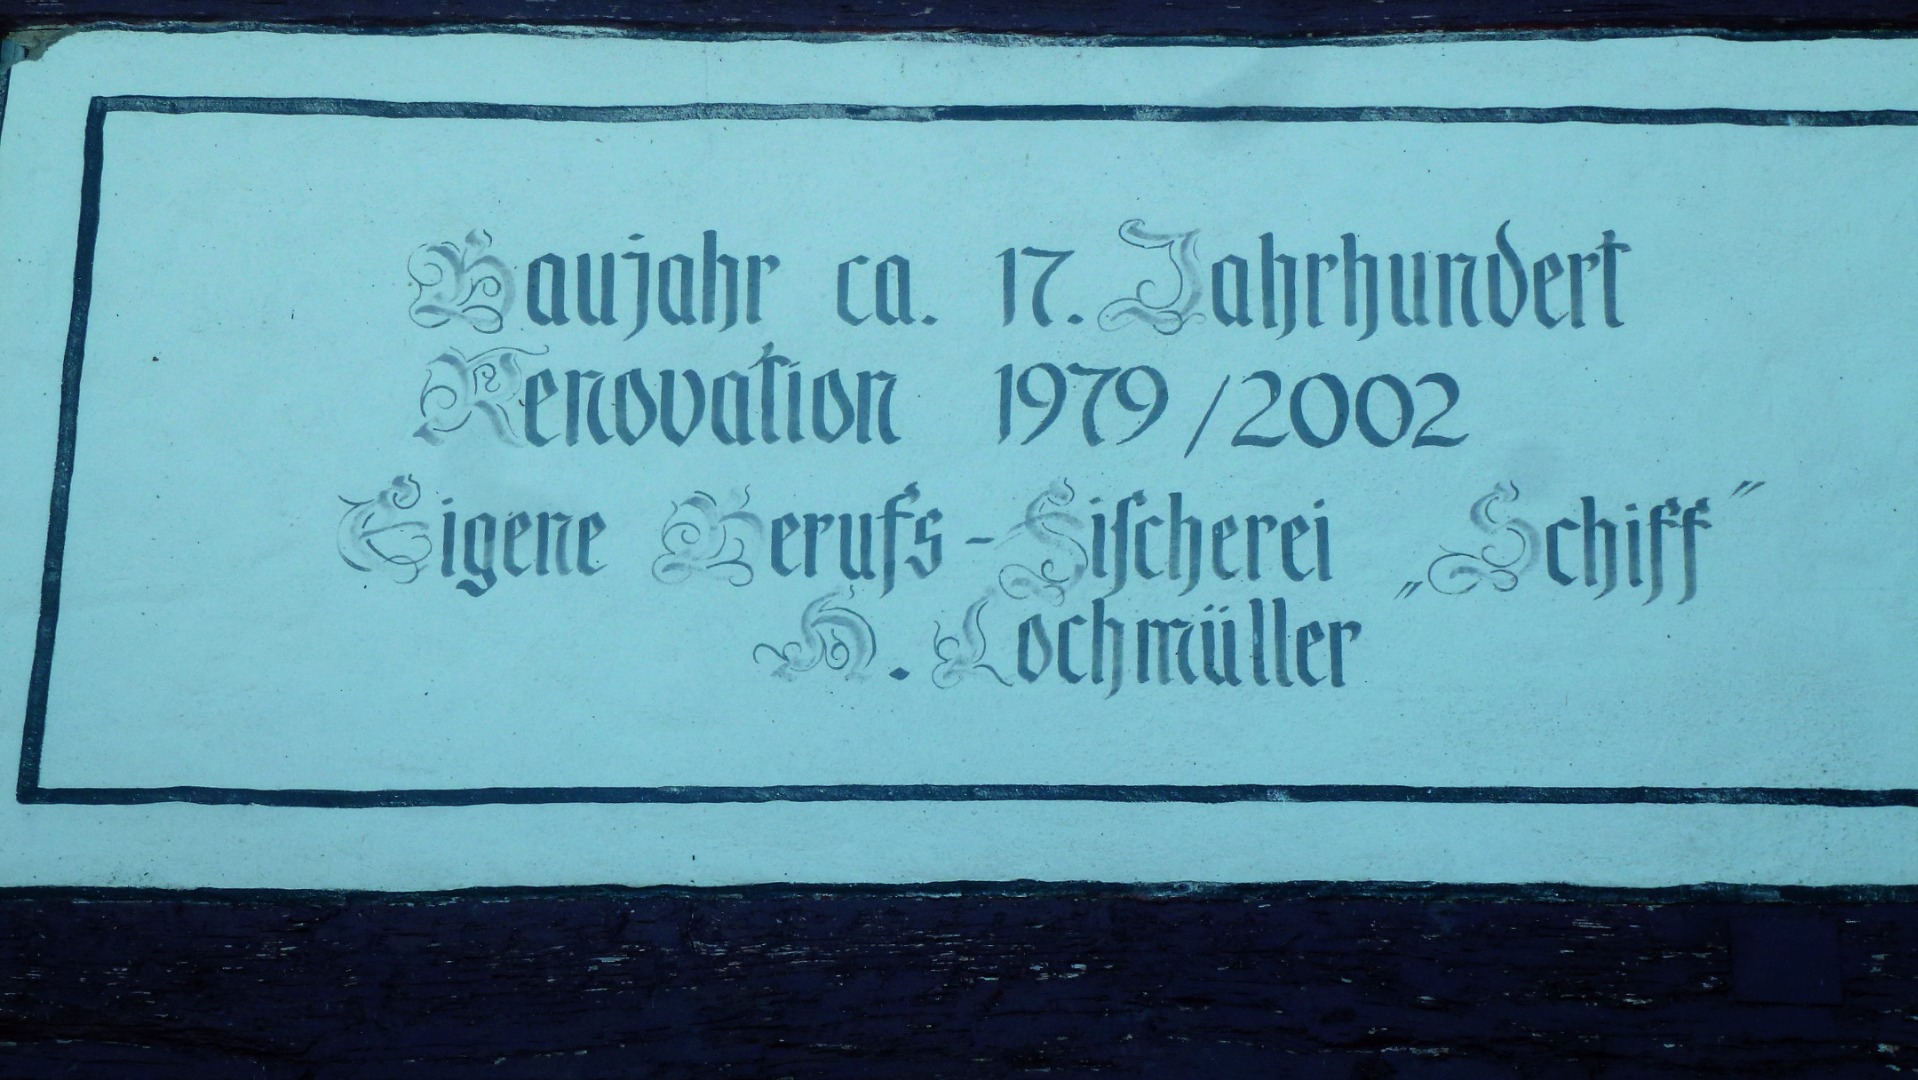 Baujahr ca. 17. Jahrhundert
Renovation 1979/2002
Eigene Berufs-Fischerei „Schiff"
H. Lochmüller